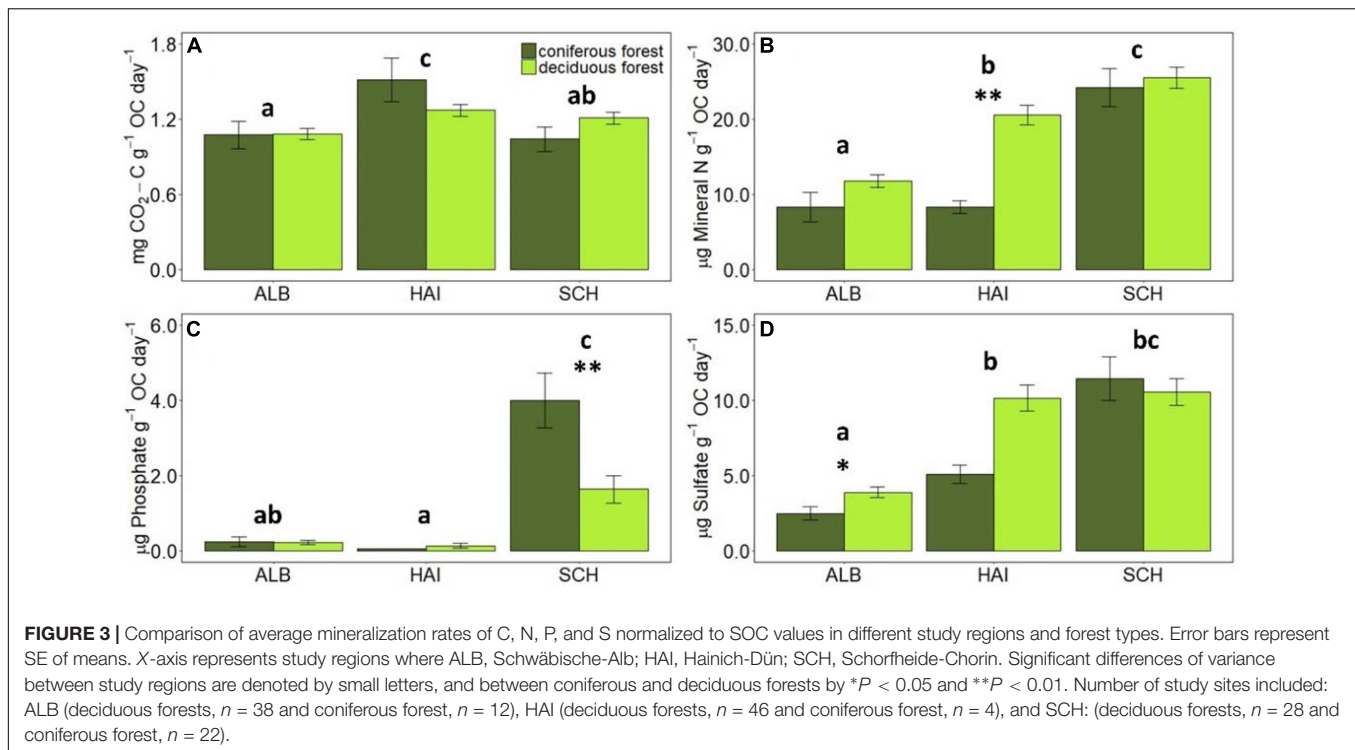 A
coniferous forest
deciduous forest
mg CO₂ – C g⁻¹ OC day⁻¹
1.8
1.2
0.6
0.0
a
c
ab
ALB HAI SCH
B
µg Mineral N g⁻¹ OC day⁻¹
30.0
20.0
10.0
0.0
a
b
**
c
ALB HAI SCH
C
µg Phosphate g⁻¹ OC day⁻¹
6.0
4.0
2.0
0.0
ab
a
c
**
ALB HAI SCH
D
µg Sulfate g⁻¹ OC day⁻¹
15.0
10.0
5.0
0.0
a
*
b
bc
ALB HAI SCH
FIGURE 3 | Comparison of average mineralization rates of C, N, P, and S normalized to SOC values in different study regions and forest types. Error bars represent
SE of means. X-axis represents study regions where ALB, Schwäbische-Alb; HAI, Hainich-Dün; SCH, Schorfheide-Chorin. Significant differences of variance
between study regions are denoted by small letters, and between coniferous and deciduous forests by *P < 0.05 and **P < 0.01. Number of study sites included:
ALB (deciduous forests, n = 38 and coniferous forest, n = 12), HAI (deciduous forests, n = 46 and coniferous forest, n = 4), and SCH: (deciduous forests, n = 28 and
coniferous forest, n = 22).